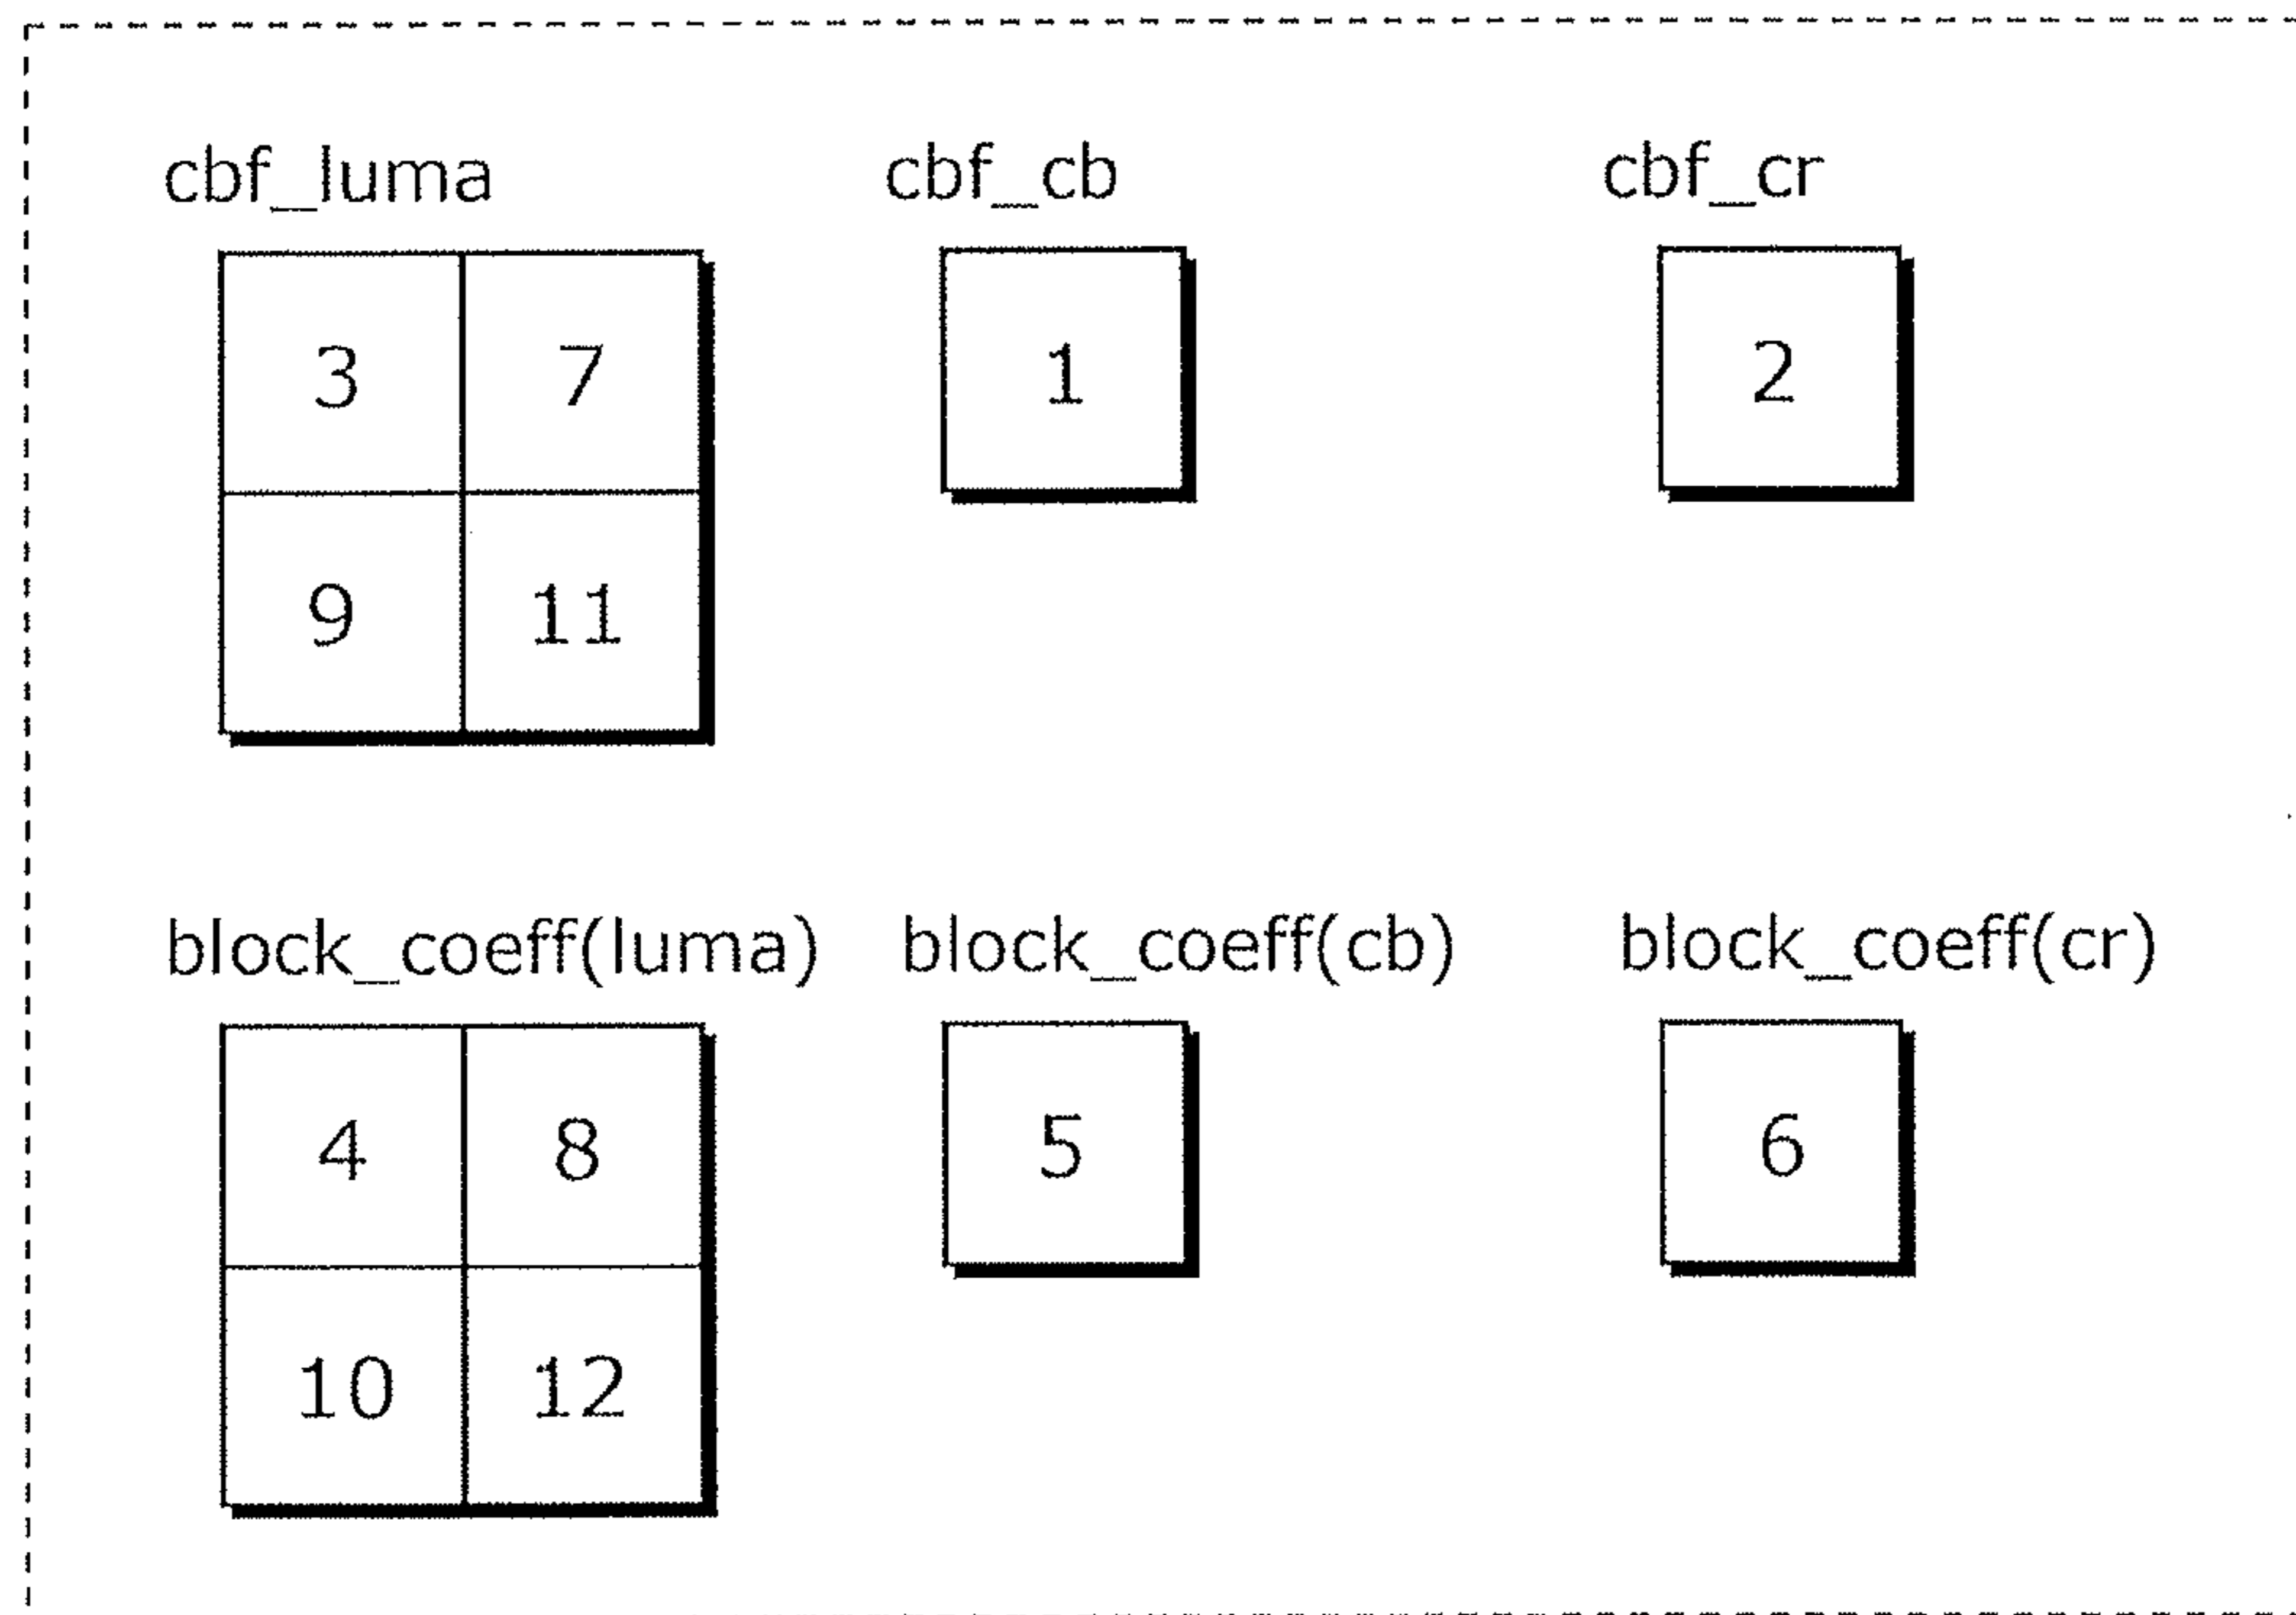 cbf_luma cbf_cb cbf_cr
3 7 1 2
9 11
block_coeff(luma) block_coeff(cb) block_coeff(cr)
4 8 5 6
10 12